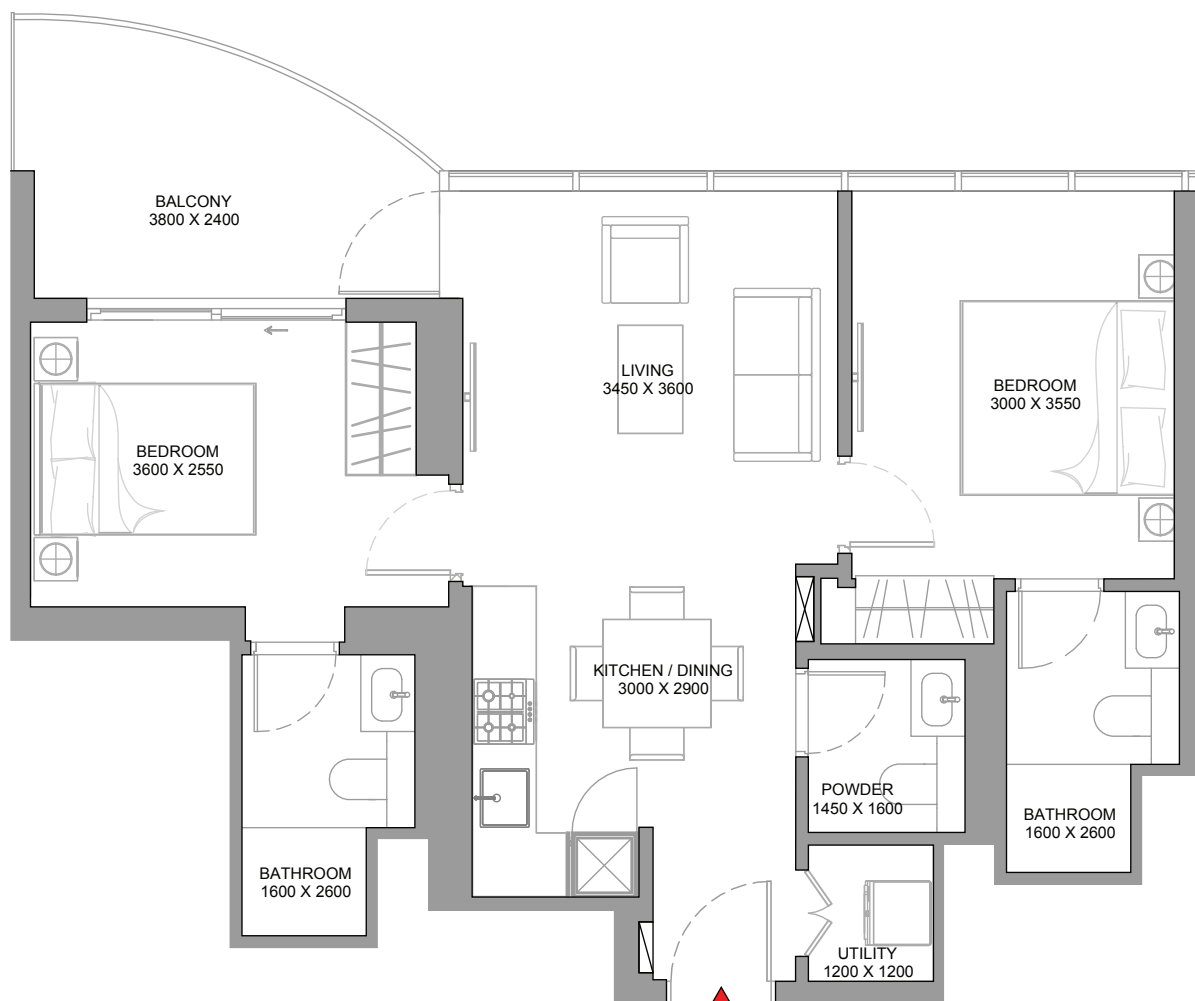 BALCONY
3800 X 2400
LIVING
3450 X 3600
BEDROOM
3000 X 3550
BEDROOM
3600 X 2550
KITCHEN / DINING
3000 X 2900
POWDER
1450 X 1600
BATHROOM
1600 X 2600
BATHROOM
1600 X 2600
UTILITY
1200 X 1200